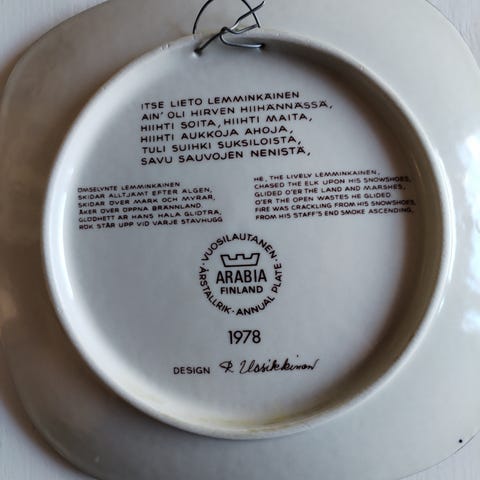 ITSE LIETO LEMMINKÄINEN
AIN' OLI HIRVEN HIIHÄNNÄSSÄ,
HIIHTI SOITA, HIIHTI MAITA,
HIIHTI AUKKOJA AHOJA,
TULI SUIHKI SUKSILOISTA,
SAVU SAUVOJEN NENISTÄ,
ÖMSELYNTE LEMMINKÄINEN
SKIDAR ALLTJÄMT EFTER ÄLGEN,
SKIDAR ÖVER MARK OCH MYRAR,
ÅKER ÖVER ÖPPNA BRÄNNLAND
GLÖDHETT ÄR HANS HALA GLIDTRÄ,
RÖK STÅR UPP VID VARJE STAVHUGG
HE, THE LIVELY LEMMINKAINEN,
CHASED THE ELK UPON HIS SNOWSHOES,
GLIDED O'ER THE LAND AND MARSHES,
O'ER THE OPEN WASTES HE GLIDED.
FIRE WAS CRACKLING FROM HIS SNOWSHOES,
FROM HIS STAFF'S END SMOKE ASCENDING.
VUOSILAUTANEN · ÅRSTALLRIK · ANNUAL PLATE ·
ARABIA
FINLAND
1978
DESIGN R. Uosikkinen